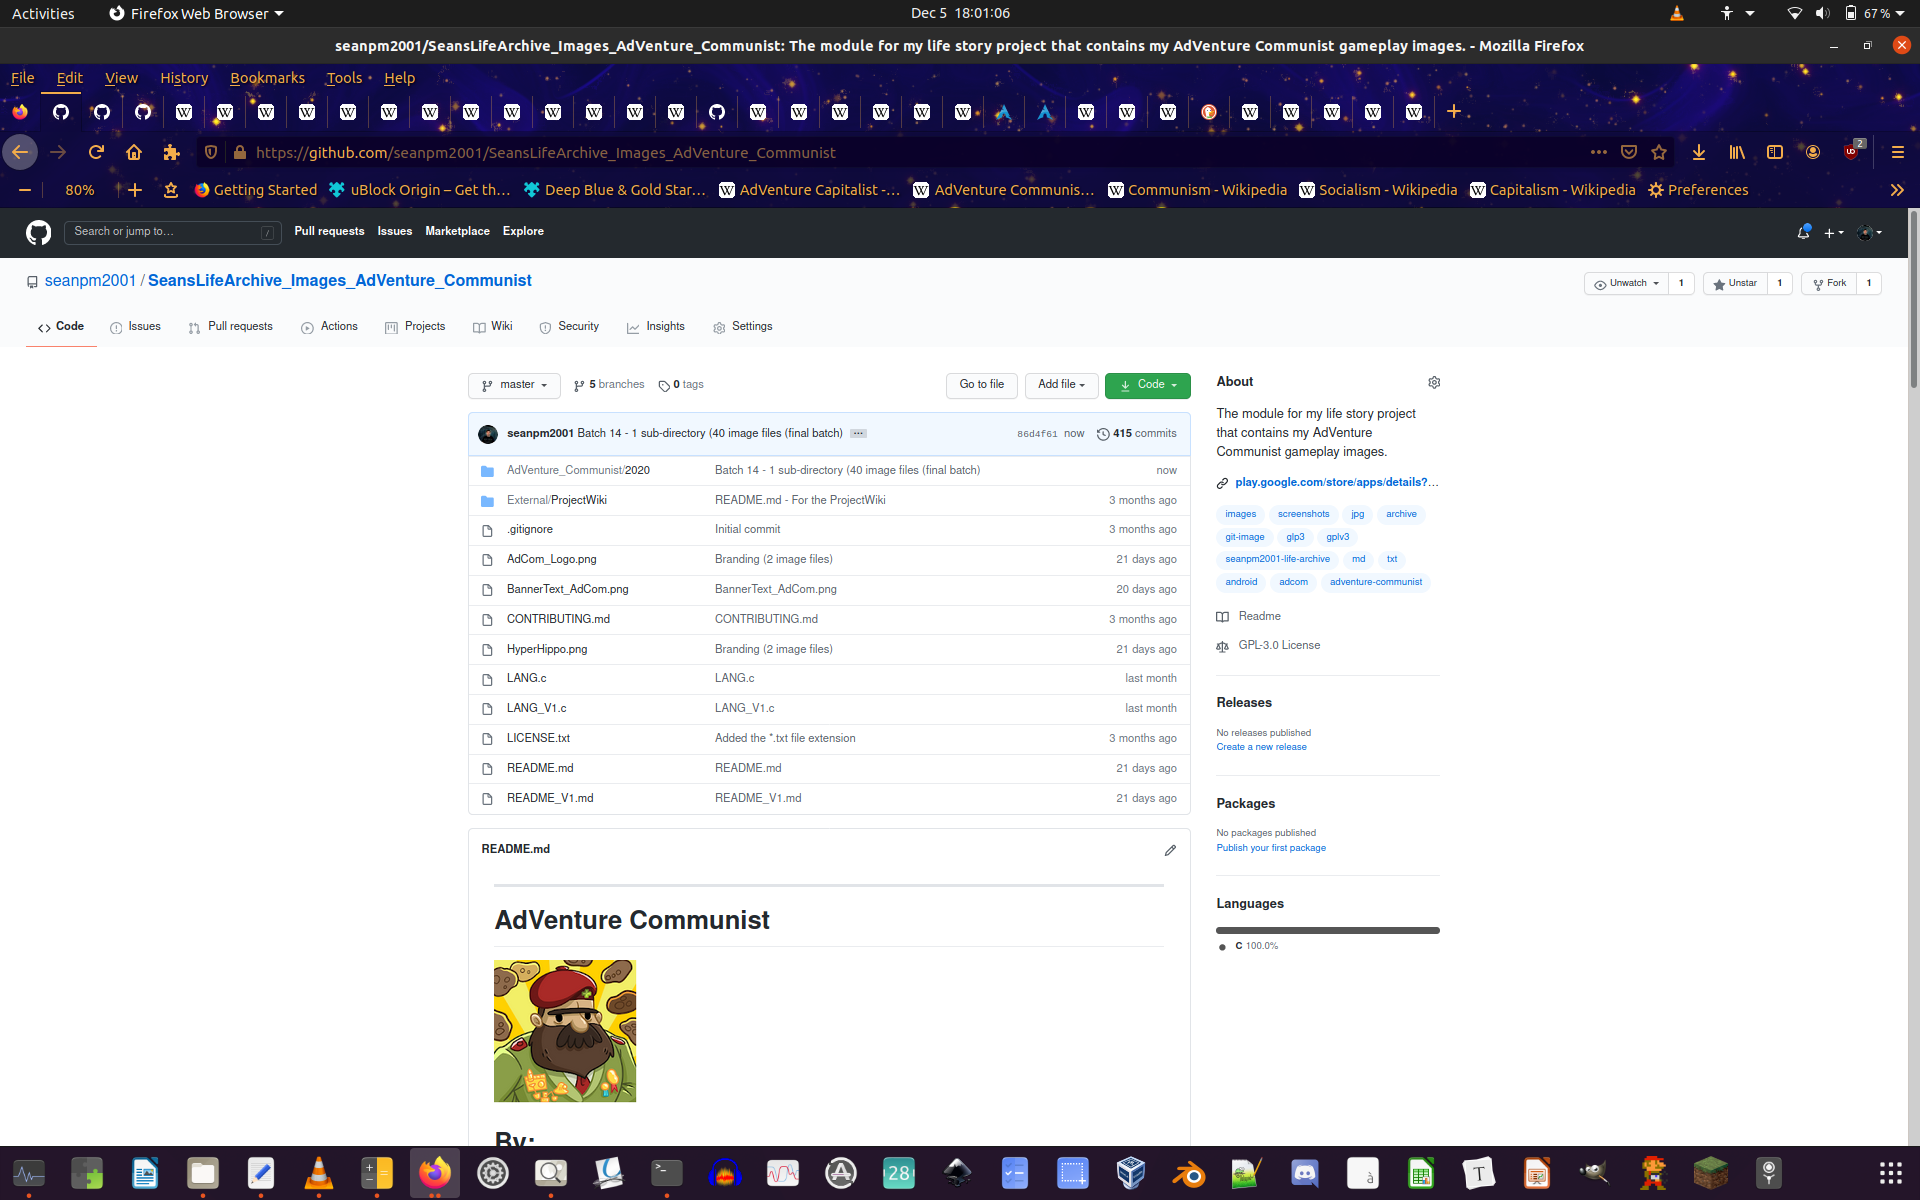 Activities Firefox Web Browser Dec 5 18:01:06 67 %
seanpm2001/SeansLifeArchive_Images_AdVenture_Communist: The module for my life story project that contains my AdVenture Communist gameplay images. - Mozilla Firefox
File Edit View History Bookmarks Tools Help
https://github.com/seanpm2001/SeansLifeArchive_Images_AdVenture_Communist 2
80% Getting Started uBlock Origin – Get th… Deep Blue & Gold Star… AdVenture Capitalist -… AdVenture Communis… Communism - Wikipedia Socialism - Wikipedia Capitalism - Wikipedia Preferences
Search or jump to… / Pull requests Issues Marketplace Explore
seanpm2001 / SeansLifeArchive_Images_AdVenture_Communist Unwatch 1 Unstar 1 Fork 1
Code Issues Pull requests Actions Projects Wiki Security Insights Settings
master 5 branches 0 tags Go to file Add file Code
seanpm2001 Batch 14 - 1 sub-directory (40 image files (final batch) … 86d4f61 now 415 commits
AdVenture_Communist/2020 Batch 14 - 1 sub-directory (40 image files (final batch) now
External/ProjectWiki README.md - For the ProjectWiki 3 months ago
.gitignore Initial commit 3 months ago
AdCom_Logo.png Branding (2 image files) 21 days ago
BannerText_AdCom.png BannerText_AdCom.png 20 days ago
CONTRIBUTING.md CONTRIBUTING.md 3 months ago
HyperHippo.png Branding (2 image files) 21 days ago
LANG.c LANG.c last month
LANG_V1.c LANG_V1.c last month
LICENSE.txt Added the *.txt file extension 3 months ago
README.md README.md 21 days ago
README_V1.md README_V1.md 21 days ago
README.md
AdVenture Communist
By:
About
The module for my life story project
that contains my AdVenture
Communist gameplay images.
play.google.com/store/apps/details?…
images screenshots jpg archive
git-image glp3 gplv3
seanpm2001-life-archive md txt
android adcom adventure-communist
Readme
GPL-3.0 License
Releases
No releases published
Create a new release
Packages
No packages published
Publish your first package
Languages
C 100.0%
28